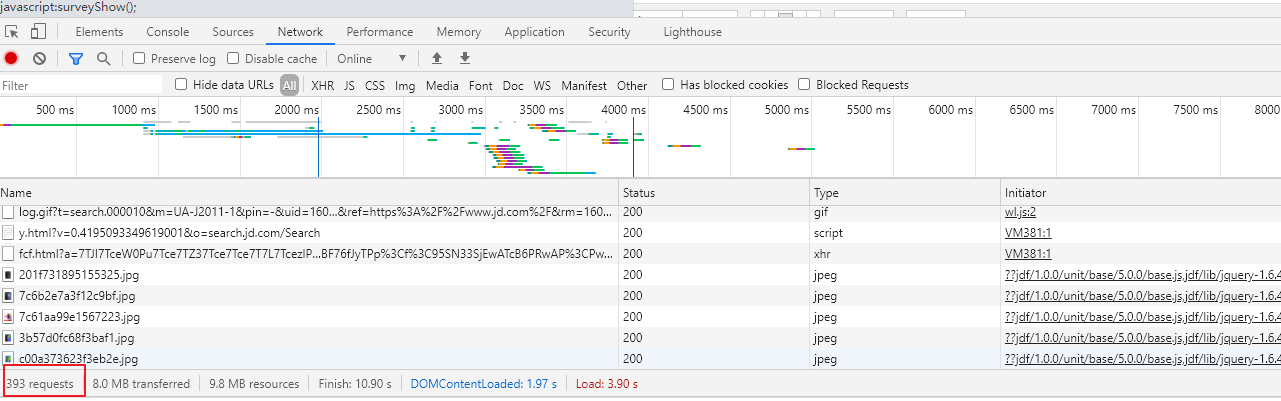 javascript:surveyShow();
Elements Console Sources Network Performance Memory Application Security Lighthouse
Preserve log Disable cache Online
Filter Hide data URLs All XHR JS CSS Img Media Font Doc WS Manifest Other Has blocked cookies Blocked Requests
500 ms 1000 ms 1500 ms 2000 ms 2500 ms 3000 ms 3500 ms 4000 ms 4500 ms 5000 ms 5500 ms 6000 ms 6500 ms 7000 ms 7500 ms 8000
Name Status Type Initiator
log.gif?t=search.000010&m=UA-J2011-1&pin=-&uid=160...&ref=https%3A%2F%2Fwww.jd.com%2F&rm=160... 200 gif wl.js:2
y.html?v=0.4195093349619001&o=search.jd.com/Search 200 script VM381:1
fcf.html?a=7TJI7TceW0Pu7Tce7TZ37Tce7Tce7T7L7Tcez!P...BF76fJyTPp%3Cf%3C95SN33SjEwATcB6PRwAP%3CPw... 200 xhr VM381:1
201f731895155325.jpg 200 jpeg ??jdf/1.0.0/unit/base/5.0.0/base.js,jdf/lib/jquery-1.6.4
7c6b2e7a3f12c9bf.jpg 200 jpeg ??jdf/1.0.0/unit/base/5.0.0/base.js,jdf/lib/jquery-1.6.4
7c61aa99e1567223.jpg 200 jpeg ??jdf/1.0.0/unit/base/5.0.0/base.js,jdf/lib/jquery-1.6.4
3b57d0fc68f3baf1.jpg 200 jpeg ??jdf/1.0.0/unit/base/5.0.0/base.js,jdf/lib/jquery-1.6.4
c00a373623f3eb2e.jpg 200 jpeg ??jdf/1.0.0/unit/base/5.0.0/base.js,jdf/lib/jquery-1.6.4
393 requests 8.0 MB transferred 9.8 MB resources Finish: 10.90 s DOMContentLoaded: 1.97 s Load: 3.90 s